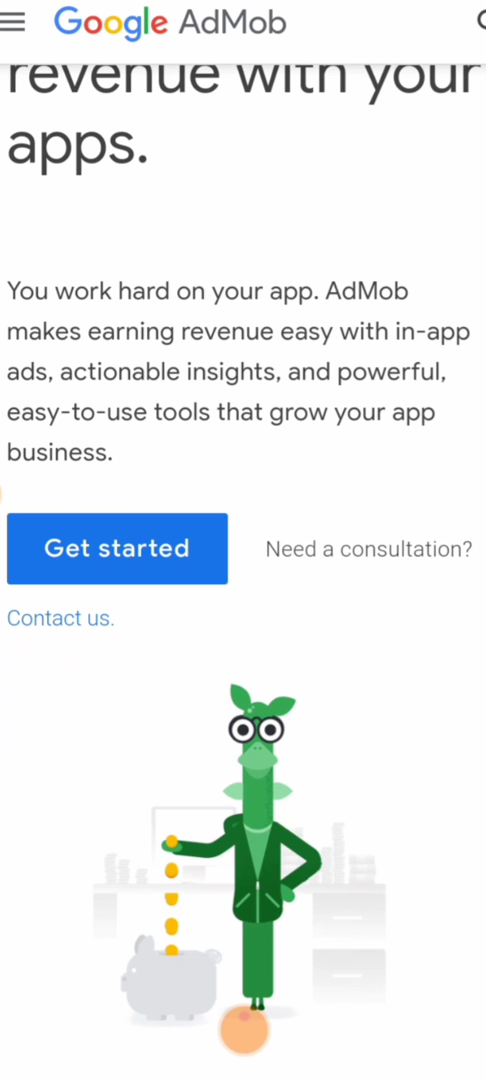 Google AdMob
revenue with your
apps.
You work hard on your app. AdMob
makes earning revenue easy with in-app
ads, actionable insights, and powerful,
easy-to-use tools that grow your app
business.
Get started
Need a consultation?
Contact us.